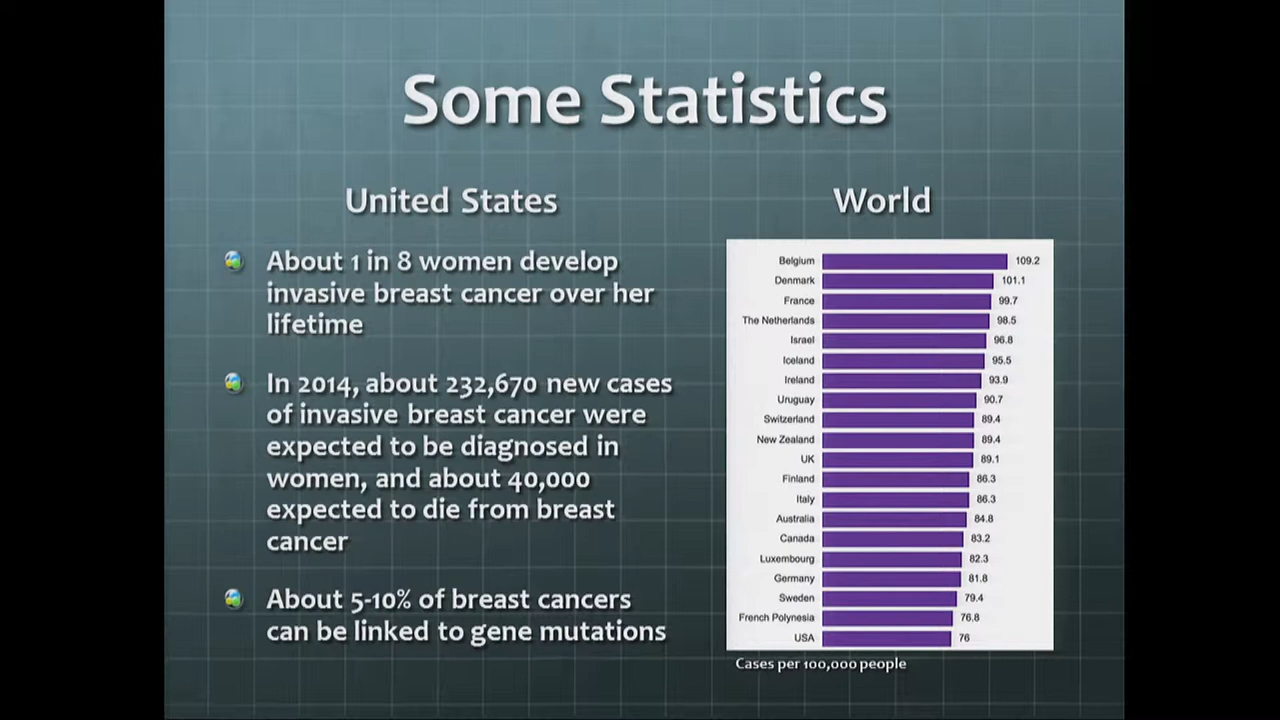 Some Statistics
United States
About 1 in 8 women develop
invasive breast cancer over her
lifetime
In 2014, about 232,670 new cases
of invasive breast cancer were
expected to be diagnosed in
women, and about 40,000
expected to die from breast
cancer
About 5-10% of breast cancers
can be linked to gene mutations
World
Belgium 109.2
Denmark 101.1
France 99.7
The Netherlands 98.5
Israel 96.8
Iceland 95.5
Ireland 93.9
Uruguay 90.7
Switzerland 89.4
New Zealand 89.4
UK 89.1
Finland 86.3
Italy 86.3
Australia 84.8
Canada 83.2
Luxembourg 82.3
Germany 81.8
Sweden 79.4
French Polynesia 76.8
USA 76
Cases per 100,000 people